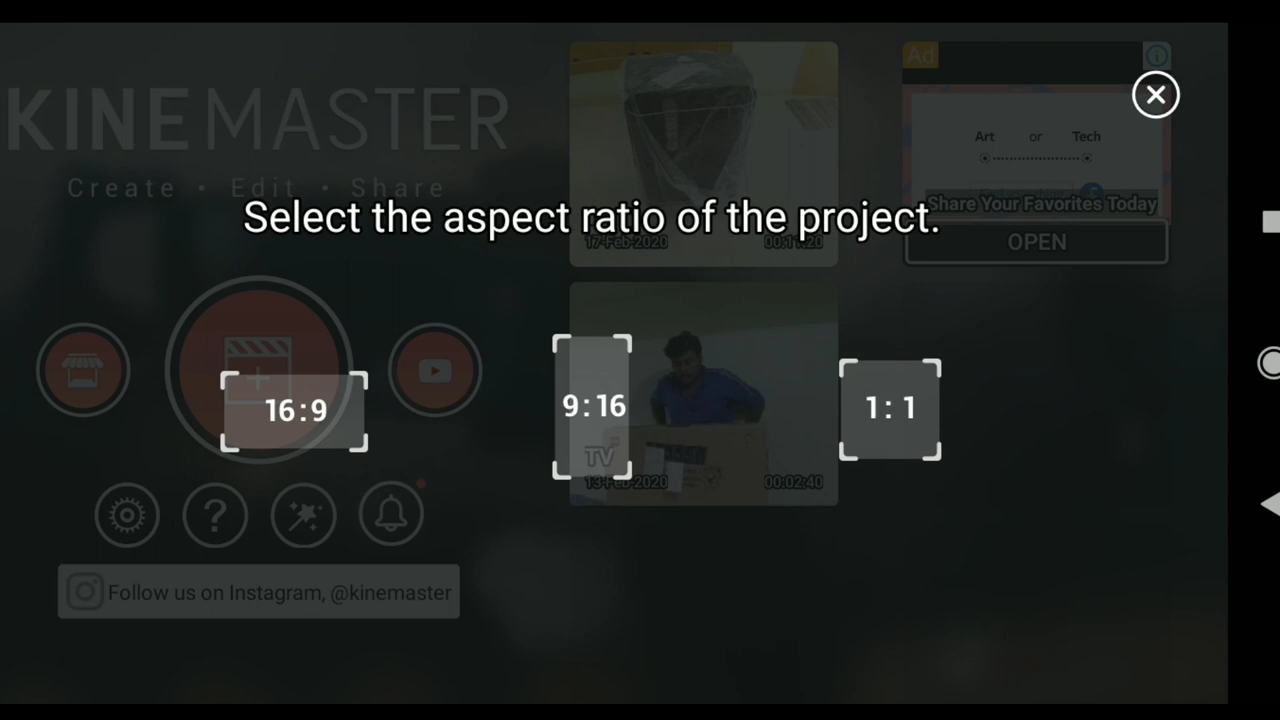 KINEMASTER
Create • Edit • Share
Select the aspect ratio of the project.
17-Feb-2020 00:11:20
Ad
Art or Tech
Share Your Favorites Today
OPEN
16:9
9:16
1:1
TV
13-Feb-2020 00:02:40
?
Follow us on Instagram, @kinemaster